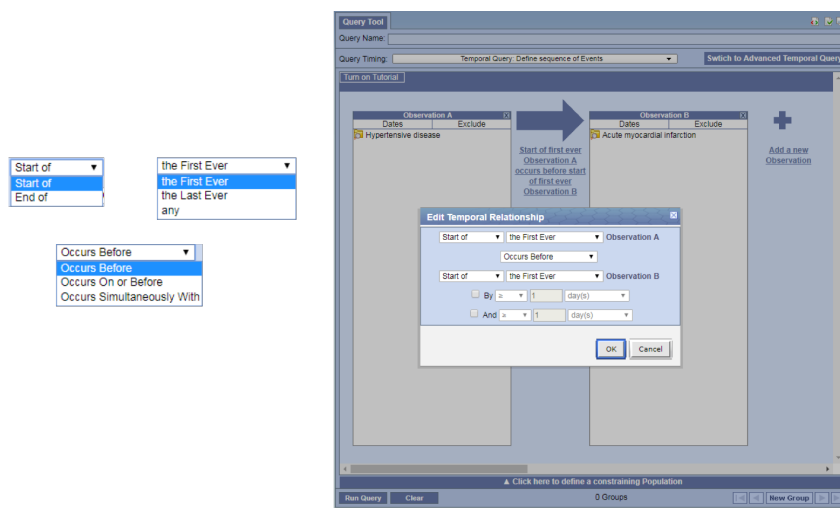 Query Tool
Query Name:
Query Timing: Temporal Query: Define sequence of Events Swtich to Advanced Temporal Query
Turn on Tutorial
Observation A
Dates Exclude
Hypertensive disease
Start of first ever
Observation A
occurs before start
of first ever
Observation B
Observation B
Dates Exclude
Acute myocardial infarction
Add a new
Observation
Start of
Start of
End of
the First Ever
the First Ever
the Last Ever
any
Occurs Before
Occurs Before
Occurs On or Before
Occurs Simultaneously With
Edit Temporal Relationship
Start of the First Ever Observation A
Occurs Before
Start of the First Ever Observation B
By ≥ 1 day(s)
And ≥ 1 day(s)
OK Cancel
▲ Click here to define a constraining Population
Run Query Clear 0 Groups New Group